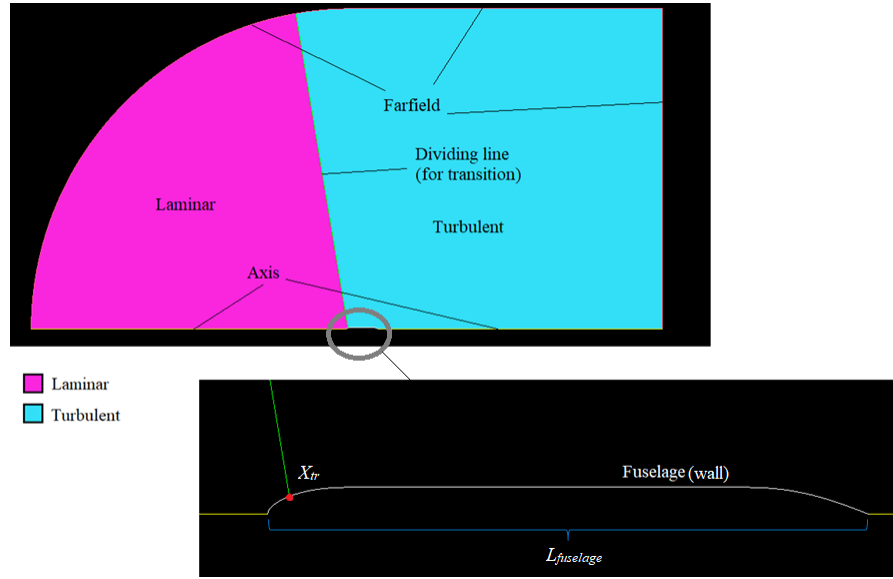 Farfield
Dividing line
(for transition)
Laminar
Turbulent
Axis
Laminar
Turbulent
Xtr
Fuselage (wall)
Lfuselage